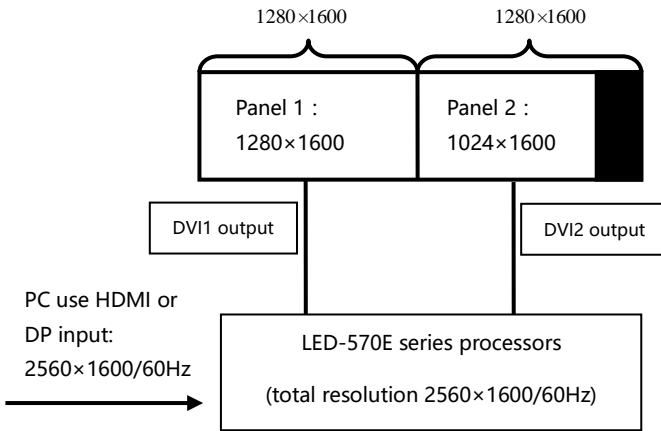 1280×1600 1280×1600
Panel 1：
1280×1600
Panel 2：
1024×1600
DVI1 output
DVI2 output
PC use HDMI or
DP input:
2560×1600/60Hz
LED-570E series processors
(total resolution 2560×1600/60Hz)